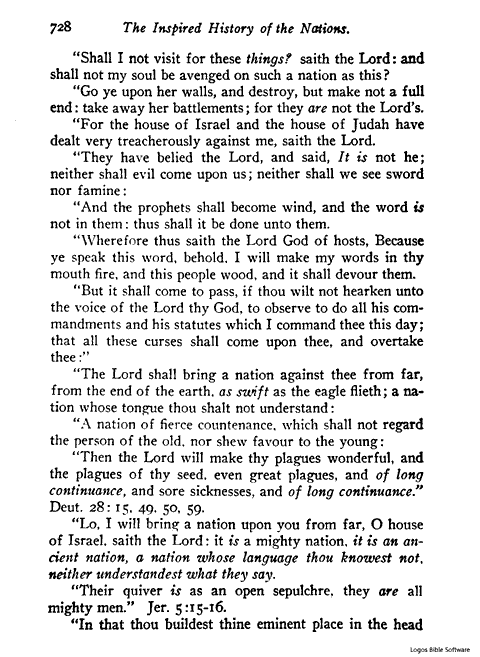 728 The Inspired History of the Nations.
"Shall I not visit for these things? saith the Lord: and
shall not my soul be avenged on such a nation as this?
"Go ye upon her walls, and destroy, but make not a full
end: take away her battlements; for they are not the Lord's.
"For the house of Israel and the house of Judah have
dealt very treacherously against me, saith the Lord.
"They have belied the Lord, and said, It is not he;
neither shall evil come upon us; neither shall we see sword
nor famine:
"And the prophets shall become wind, and the word is
not in them: thus shall it be done unto them.
"Wherefore thus saith the Lord God of hosts, Because
ye speak this word, behold, I will make my words in thy
mouth fire, and this people wood, and it shall devour them.
"But it shall come to pass, if thou wilt not hearken unto
the voice of the Lord thy God, to observe to do all his com-
mandments and his statutes which I command thee this day;
that all these curses shall come upon thee, and overtake
thee:"
"The Lord shall bring a nation against thee from far,
from the end of the earth, as swift as the eagle flieth; a na-
tion whose tongue thou shalt not understand:
"A nation of fierce countenance, which shall not regard
the person of the old, nor shew favour to the young:
"Then the Lord will make thy plagues wonderful, and
the plagues of thy seed, even great plagues, and of long
continuance, and sore sicknesses, and of long continuance."
Deut. 28: 15, 49, 50, 59.
"Lo, I will bring a nation upon you from far, O house
of Israel, saith the Lord: it is a mighty nation, it is an an-
cient nation, a nation whose language thou knowest not,
neither understandest what they say.
"Their quiver is as an open sepulchre, they are all
mighty men." Jer. 5:15-16.
"In that thou buildest thine eminent place in the head
Logos Bible Software